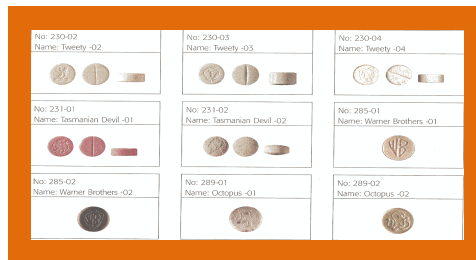 No: 230-02
Name: Tweety -02
No: 230-03
Name: Tweety -03
No: 230-04
Name: Tweety -04
No: 231-01
Name: Tasmanian Devil -01
No: 231-02
Name: Tasmanian Devil -02
No: 285-01
Name: Warner Brothers -01
No: 285-02
Name: Warner Brothers -02
No: 289-01
Name: Octopus -01
No: 289-02
Name: Octopus -02